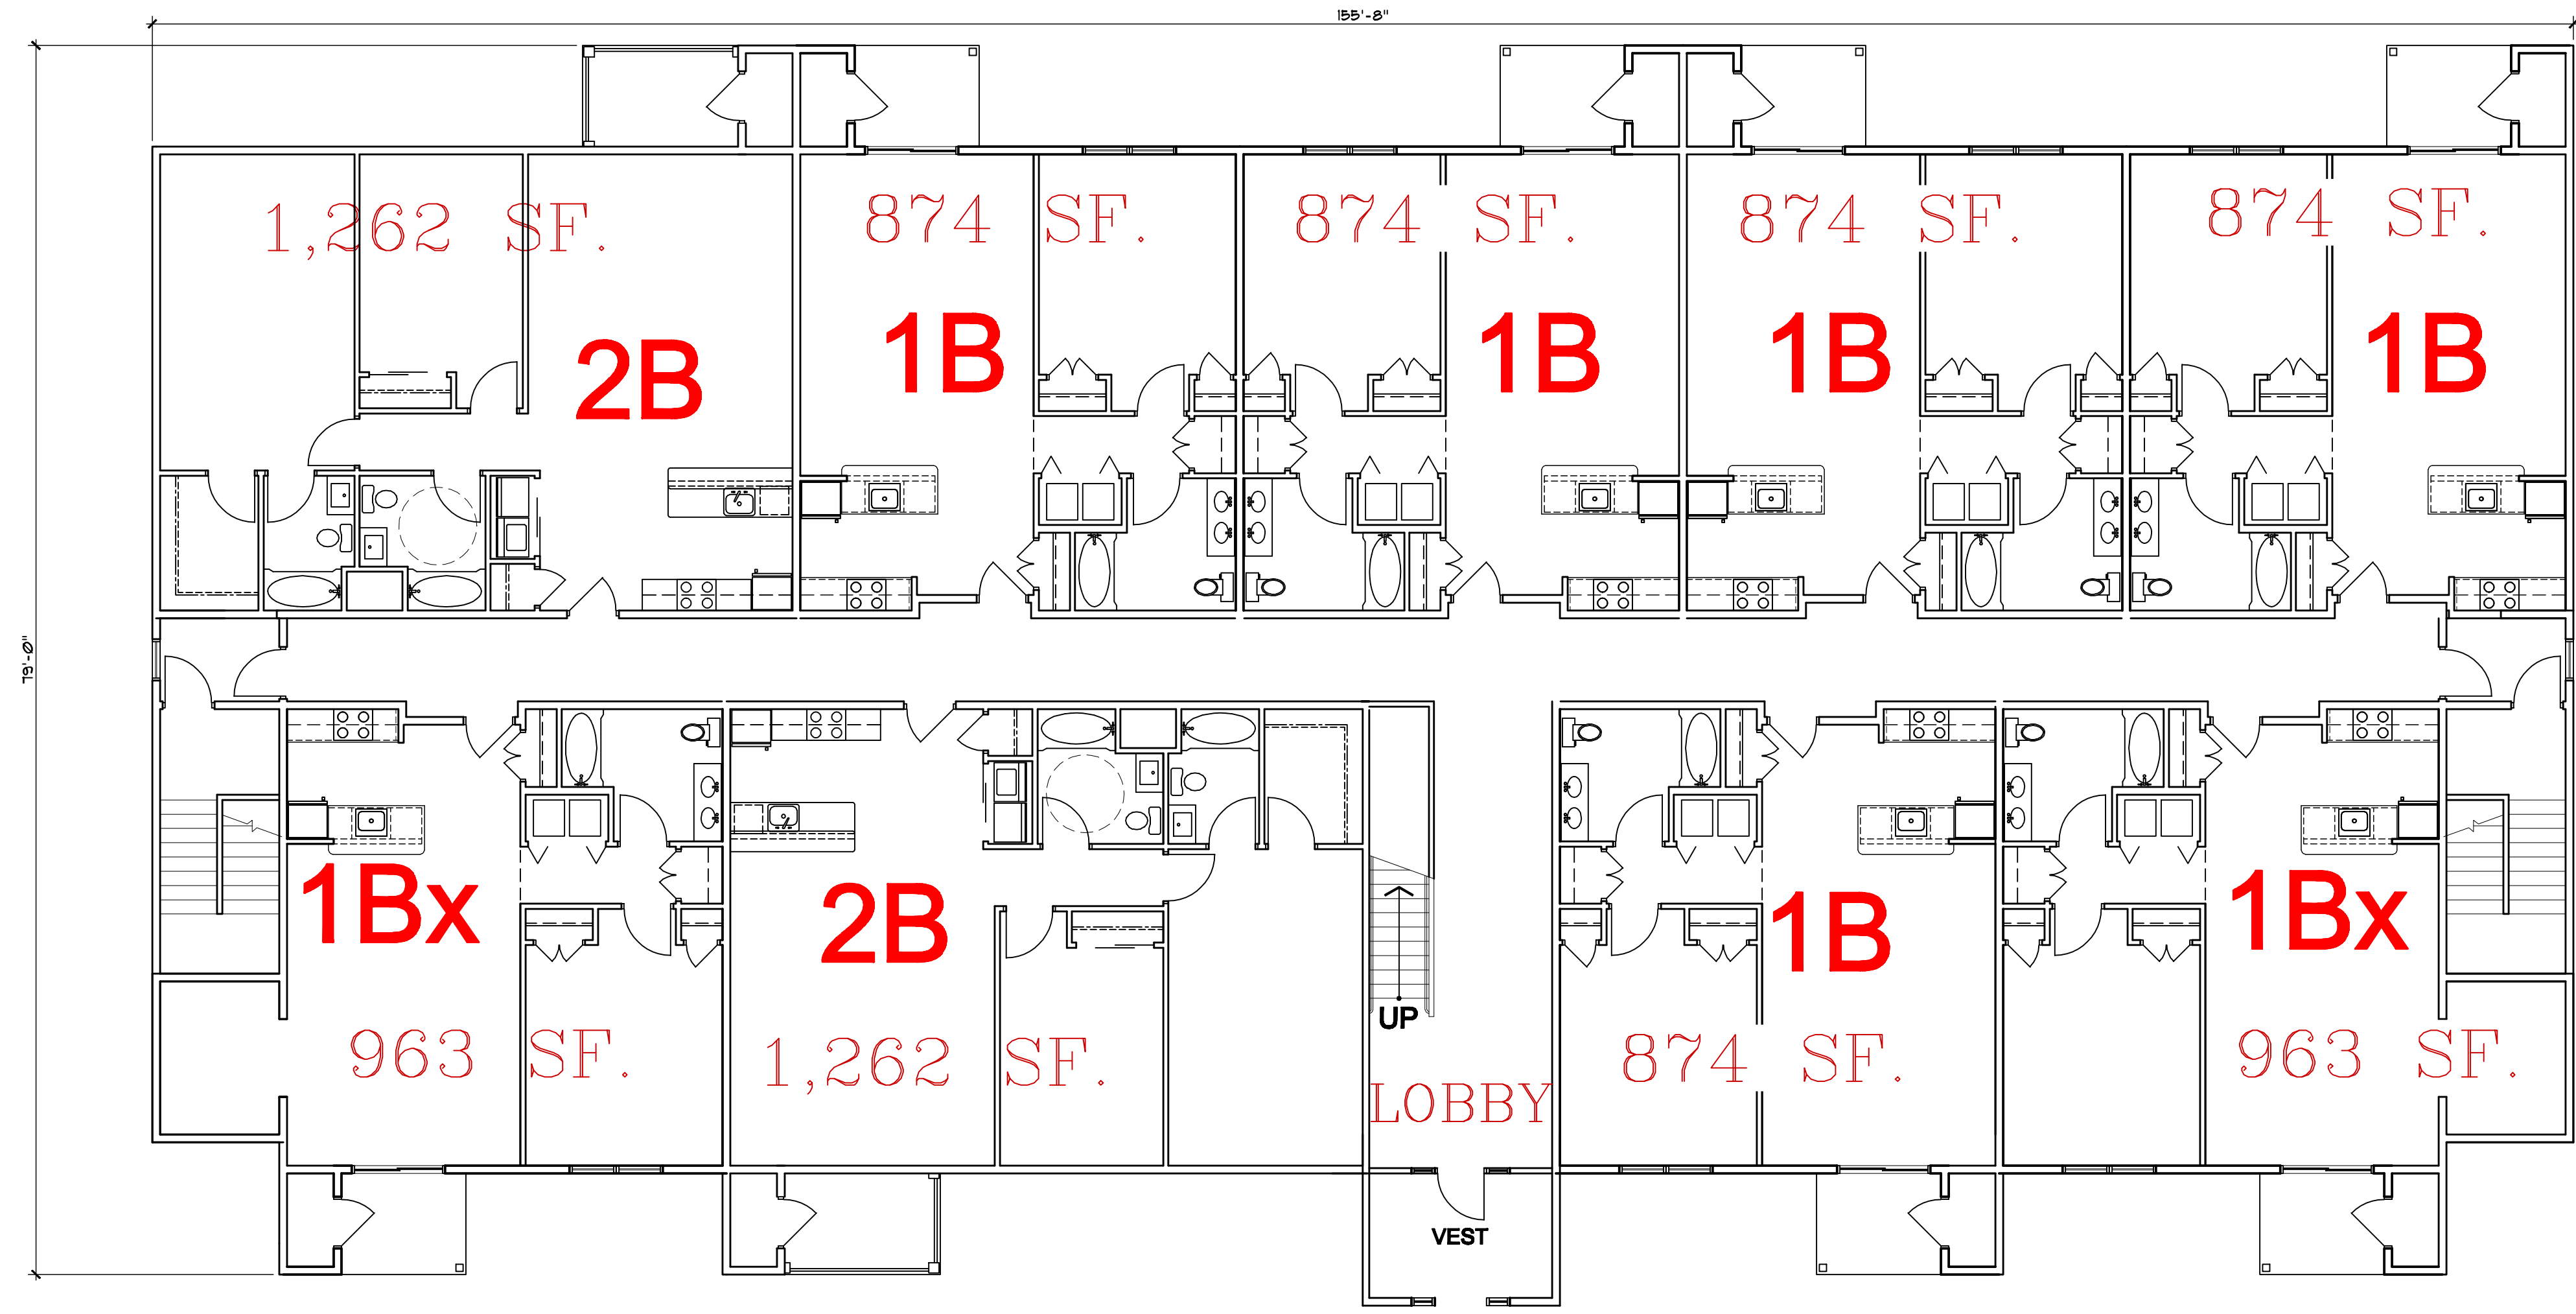 155'-8"
1,262 SF.
874 SF.
874 SF.
874 SF.
874 SF.
2B
1B
1B
1B
1B
79'-0"
1Bx
2B
1B
1Bx
UP
963 SF.
1,262 SF.
LOBBY
874 SF.
963 SF.
VEST